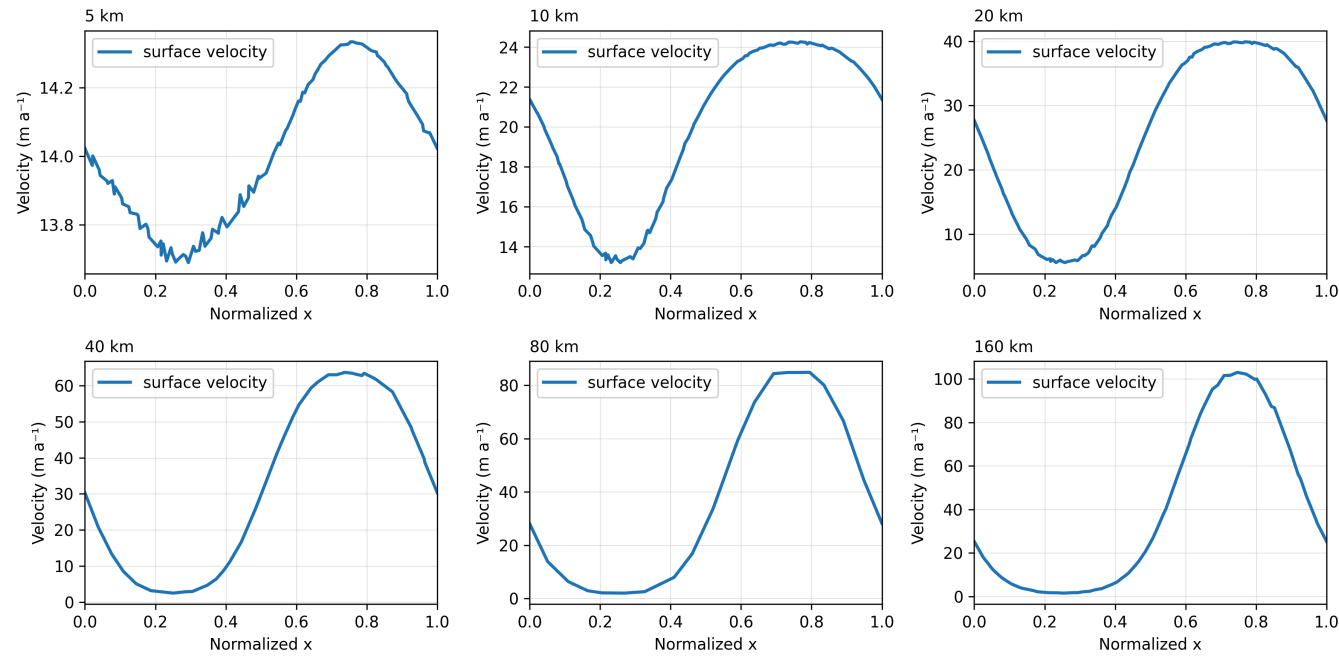 5 km
surface velocity
Velocity (m a⁻¹)
14.2
14.0
13.8
0.0 0.2 0.4 0.6 0.8 1.0
Normalized x
10 km
surface velocity
Velocity (m a⁻¹)
24
22
20
18
16
14
0.0 0.2 0.4 0.6 0.8 1.0
Normalized x
20 km
surface velocity
Velocity (m a⁻¹)
40
30
20
10
0.0 0.2 0.4 0.6 0.8 1.0
Normalized x
40 km
surface velocity
Velocity (m a⁻¹)
60
50
40
30
20
10
0
0.0 0.2 0.4 0.6 0.8 1.0
Normalized x
80 km
surface velocity
Velocity (m a⁻¹)
80
60
40
20
0
0.0 0.2 0.4 0.6 0.8 1.0
Normalized x
160 km
surface velocity
Velocity (m a⁻¹)
100
80
60
40
20
0
0.0 0.2 0.4 0.6 0.8 1.0
Normalized x